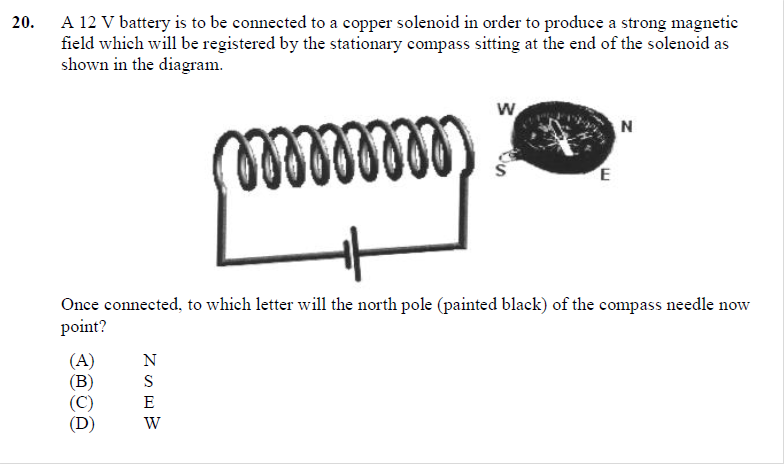 20. A 12 V battery is to be connected to a copper solenoid in order to produce a strong magnetic
field which will be registered by the stationary compass sitting at the end of the solenoid as
shown in the diagram.
W
N
S
E
Once connected, to which letter will the north pole (painted black) of the compass needle now
point?
(A) N
(B) S
(C) E
(D) W